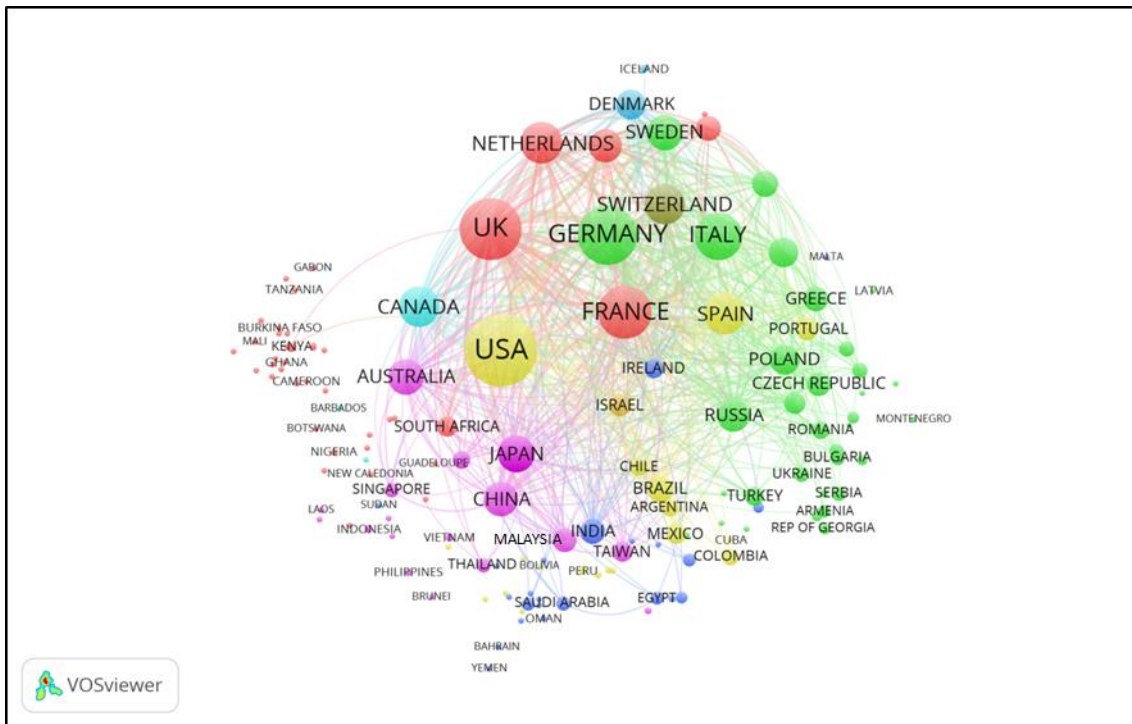 ICELAND
DENMARK
SWEDEN
NETHERLANDS
SWITZERLAND
UK
GERMANY
ITALY
MALTA
GABON
TANZANIA
LATVIA
GREECE
CANADA
FRANCE
SPAIN
PORTUGAL
BURKINA FASO
MALI
KENYA
USA
GHANA
POLAND
IRELAND
CAMEROON
AUSTRALIA
CZECH REPUBLIC
ISRAEL
BARBADOS
RUSSIA
MONTENEGRO
BOTSWANA
SOUTH AFRICA
ROMANIA
NIGERIA
JAPAN
BULGARIA
GUADELOUPE
CHILE
NEW CALEDONIA
UKRAINE
SINGAPORE
BRAZIL
TURKEY
SERBIA
CHINA
SUDAN
ARGENTINA
LAOS
ARMENIA
INDONESIA
REP OF GEORGIA
INDIA
MEXICO
VIETNAM
MALAYSIA
CUBA
TAIWAN
COLOMBIA
THAILAND
BOLIVIA
PERU
PHILIPPINES
BRUNEI
SAUDI ARABIA
EGYPT
OMAN
BAHRAIN
YEMEN
VOSviewer